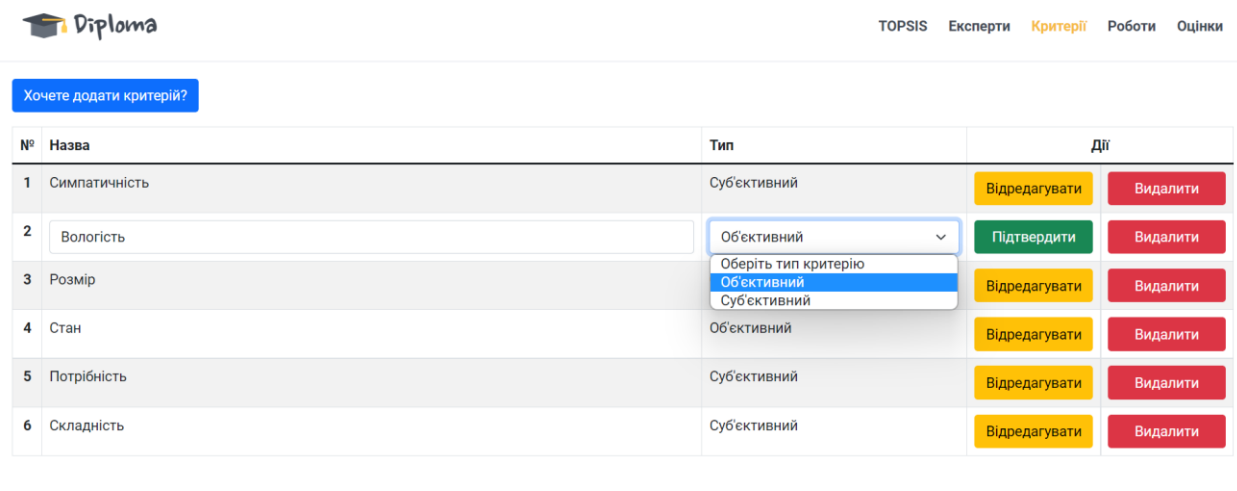 Diploma
TOPSIS Експерти Критерії Роботи Оцінки
Хочете додати критерій?
№ Назва Тип Дії
1 Симпатичність Суб'єктивний Відредагувати Видалити
2 Вологість Об'єктивний Підтвердити Видалити
Оберіть тип критерію
Об'єктивний
Суб'єктивний
3 Розмір Відредагувати Видалити
4 Стан Об'єктивний Відредагувати Видалити
5 Потрібність Суб'єктивний Відредагувати Видалити
6 Складність Суб'єктивний Відредагувати Видалити